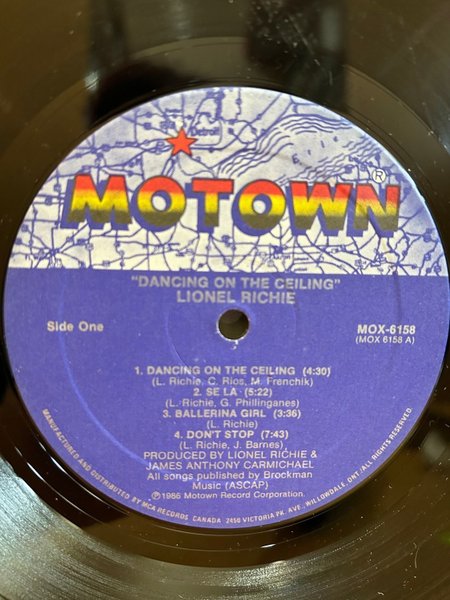 Detroit
ERIE
MOTOWN®
"DANCING ON THE CEILING"
LIONEL RICHIE
Side One
MOX-6158
(MOX 6158 A)
1. DANCING ON THE CEILING (4:30)
(L. Richie, C. Rios, M. Frenchik)
2. SE LA (5:22)
(L. Richie, G. Phillinganes)
3. BALLERINA GIRL (3:36)
(L. Richie)
4. DON'T STOP (7:43)
(L. Richie, J. Barnes)
PRODUCED BY LIONEL RICHIE &
JAMES ANTHONY CARMICHAEL
All songs published by Brockman
Music (ASCAP)
℗1986 Motown Record Corporation.
MANUFACTURED AND DISTRIBUTED BY MCA RECORDS CANADA 2450 VICTORIA PK. AVE., WILLOWDALE, ONT./ALL RIGHTS RESERVED